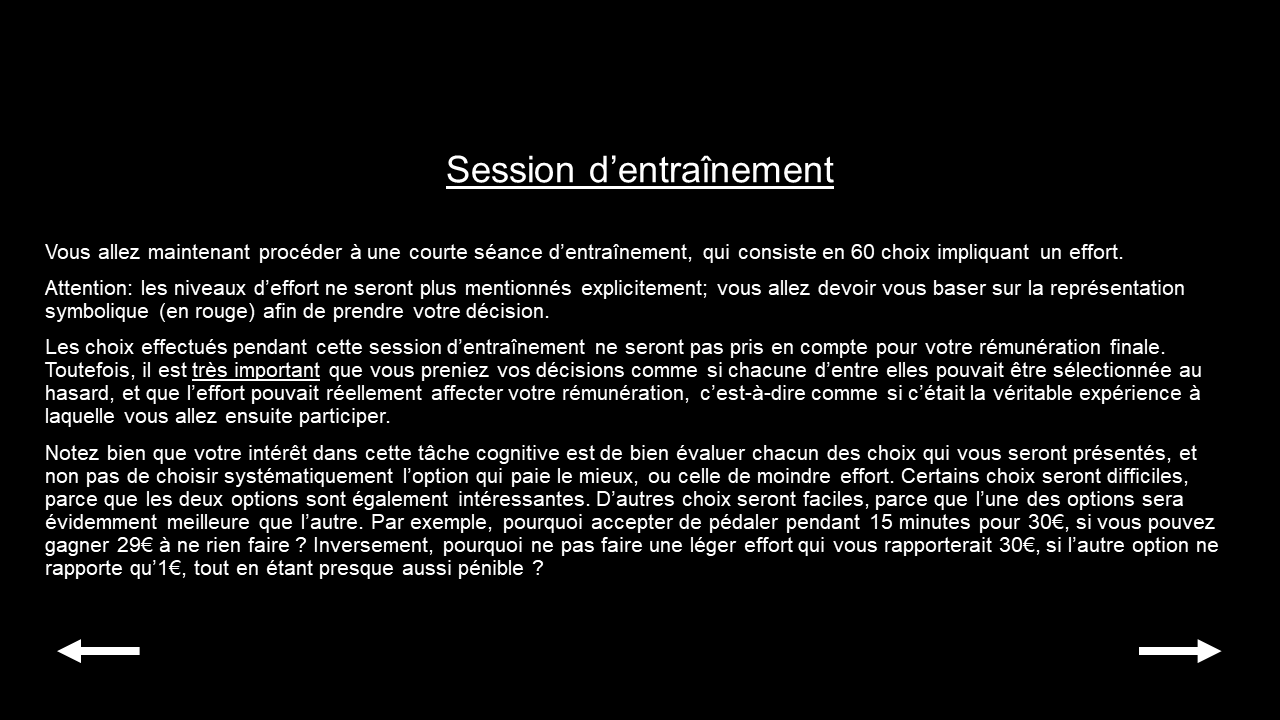 Session d’entraînement
Vous allez maintenant procéder à une courte séance d’entraînement, qui consiste en 60 choix impliquant un effort.
Attention: les niveaux d’effort ne seront plus mentionnés explicitement; vous allez devoir vous baser sur la représentation
symbolique (en rouge) afin de prendre votre décision.
Les choix effectués pendant cette session d’entraînement ne seront pas pris en compte pour votre rémunération finale.
Toutefois, il est très important que vous preniez vos décisions comme si chacune d’entre elles pouvait être sélectionnée au
hasard, et que l’effort pouvait réellement affecter votre rémunération, c’est-à-dire comme si c’était la véritable expérience à
laquelle vous allez ensuite participer.
Notez bien que votre intérêt dans cette tâche cognitive est de bien évaluer chacun des choix qui vous seront présentés, et
non pas de choisir systématiquement l’option qui paie le mieux, ou celle de moindre effort. Certains choix seront difficiles,
parce que les deux options sont également intéressantes. D’autres choix seront faciles, parce que l’une des options sera
évidemment meilleure que l’autre. Par exemple, pourquoi accepter de pédaler pendant 15 minutes pour 30€, si vous pouvez
gagner 29€ à ne rien faire ? Inversement, pourquoi ne pas faire une léger effort qui vous rapporterait 30€, si l’autre option ne
rapporte qu’1€, tout en étant presque aussi pénible ?